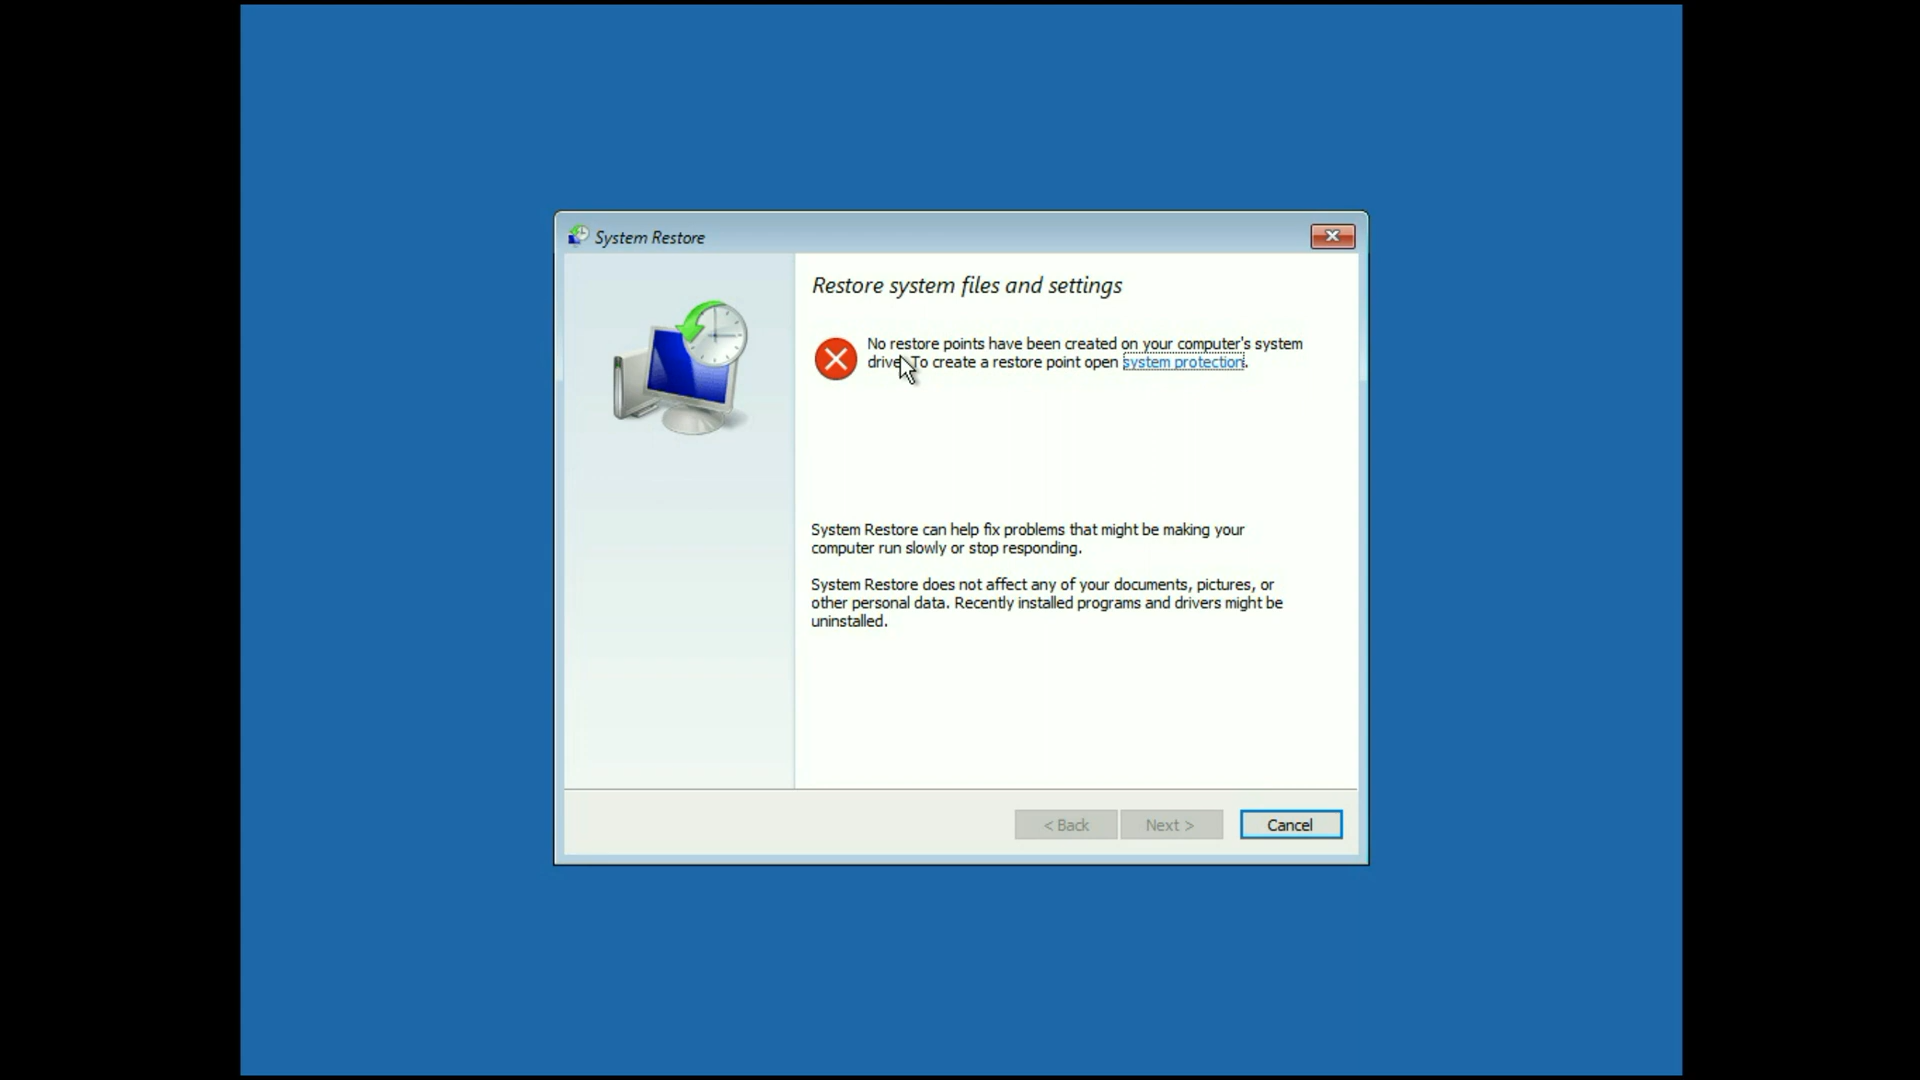 System Restore
Restore system files and settings
No restore points have been created on your computer's system
drive. To create a restore point open system protection.
System Restore can help fix problems that might be making your
computer run slowly or stop responding.
System Restore does not affect any of your documents, pictures, or
other personal data. Recently installed programs and drivers might be
uninstalled.
< Back
Next >
Cancel